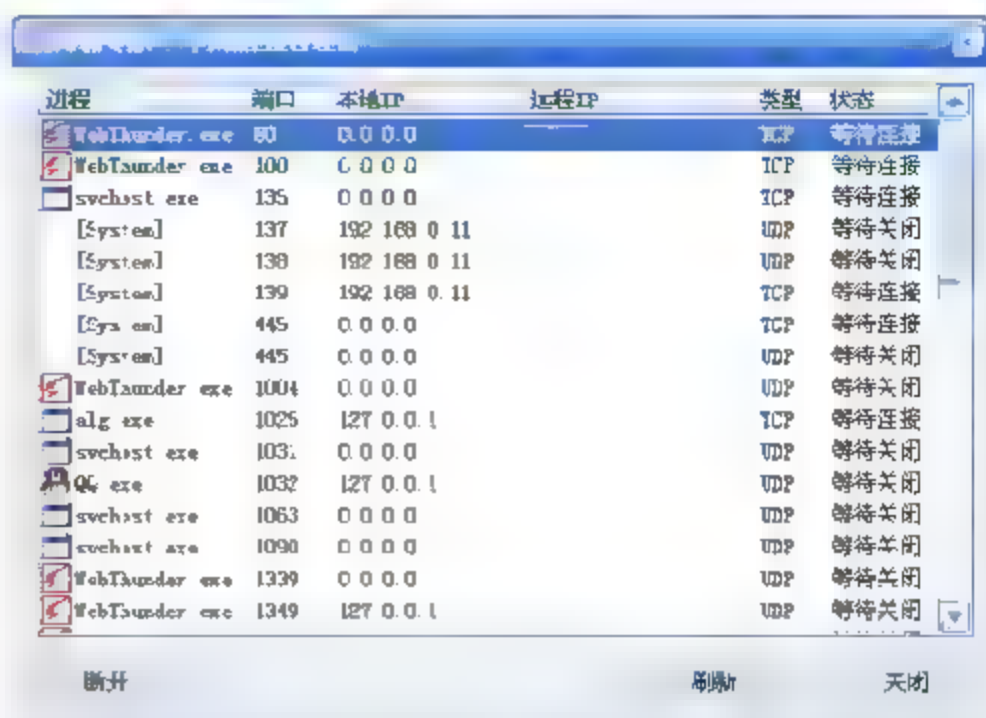 进程 端口 本地IP 远程IP 类型 状态
WebThunder.exe 80 0.0.0.0 TCP 等待连接
WebThunder.exe 100 0.0.0.0 TCP 等待连接
svchost.exe 135 0.0.0.0 TCP 等待连接
[System] 137 192.168.0.11 UDP 等待关闭
[System] 138 192.168.0.11 UDP 等待关闭
[System] 139 192.168.0.11 TCP 等待连接
[System] 445 0.0.0.0 TCP 等待连接
[System] 445 0.0.0.0 UDP 等待关闭
WebThunder.exe 1004 0.0.0.0 UDP 等待关闭
alg.exe 1025 127.0.0.1 TCP 等待连接
svchost.exe 0.0.0.0 UDP 等待关闭
QQ.exe 1032 127.0.0.1 UDP 等待关闭
svchost.exe 1063 0.0.0.0 UDP 等待关闭
svchost.exe 1090 0.0.0.0 UDP 等待关闭
WebThunder.exe 1339 0.0.0.0 UDP 等待关闭
WebThunder.exe 1349 127.0.0.1 UDP 等待关闭
断开 刷新 关闭